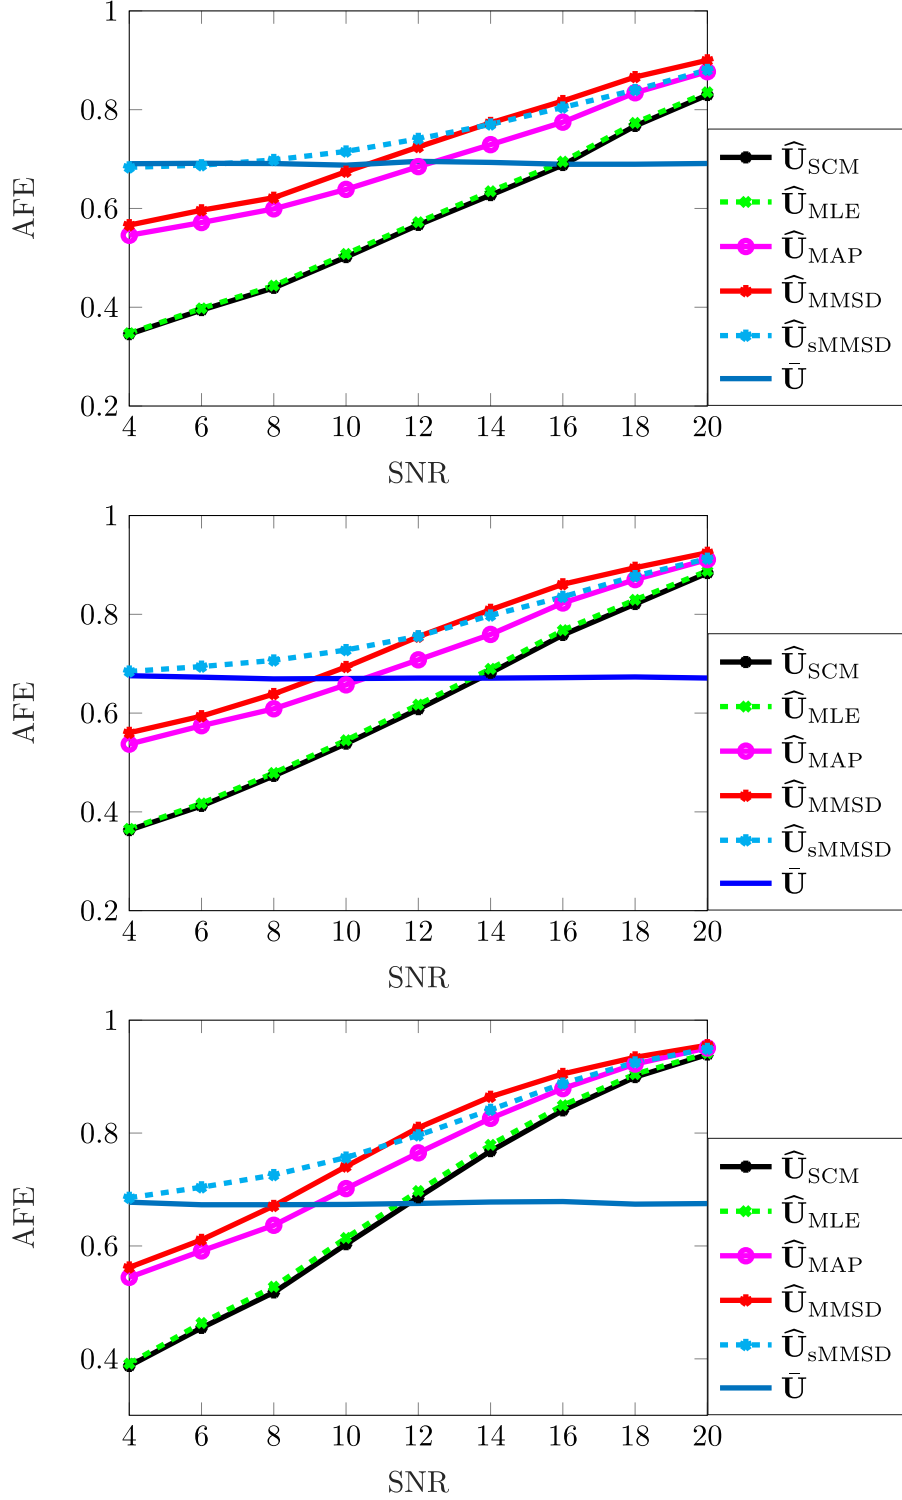 1
0.8
0.6
0.4
0.2
AFE
4 6 8 10 12 14 16 18 20
SNR
Û_SCM
Û_MLE
Û_MAP
Û_MMSD
Û_sMMSD
Ū
1
0.8
0.6
0.4
0.2
AFE
4 6 8 10 12 14 16 18 20
SNR
Û_SCM
Û_MLE
Û_MAP
Û_MMSD
Û_sMMSD
Ū
1
0.8
0.6
0.4
AFE
4 6 8 10 12 14 16 18 20
SNR
Û_SCM
Û_MLE
Û_MAP
Û_MMSD
Û_sMMSD
Ū